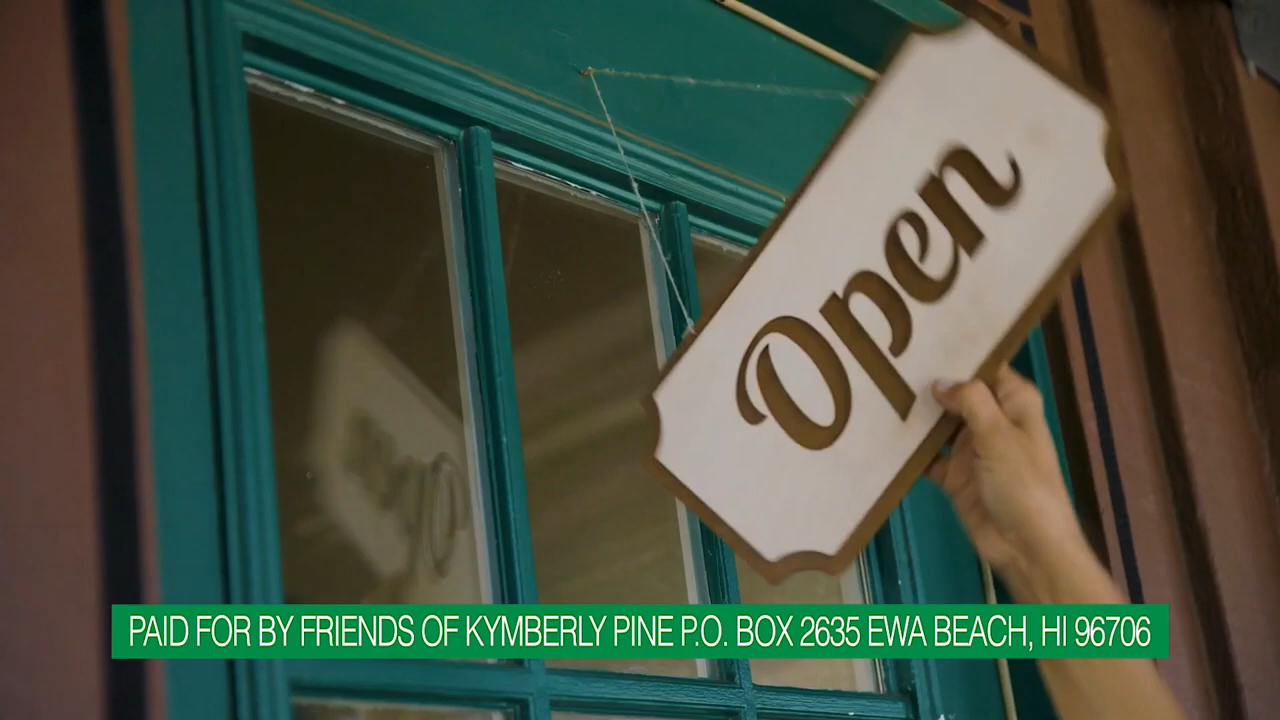 Open
PAID FOR BY FRIENDS OF KYMBERLY PINE P.O. BOX 2635 EWA BEACH, HI 96706